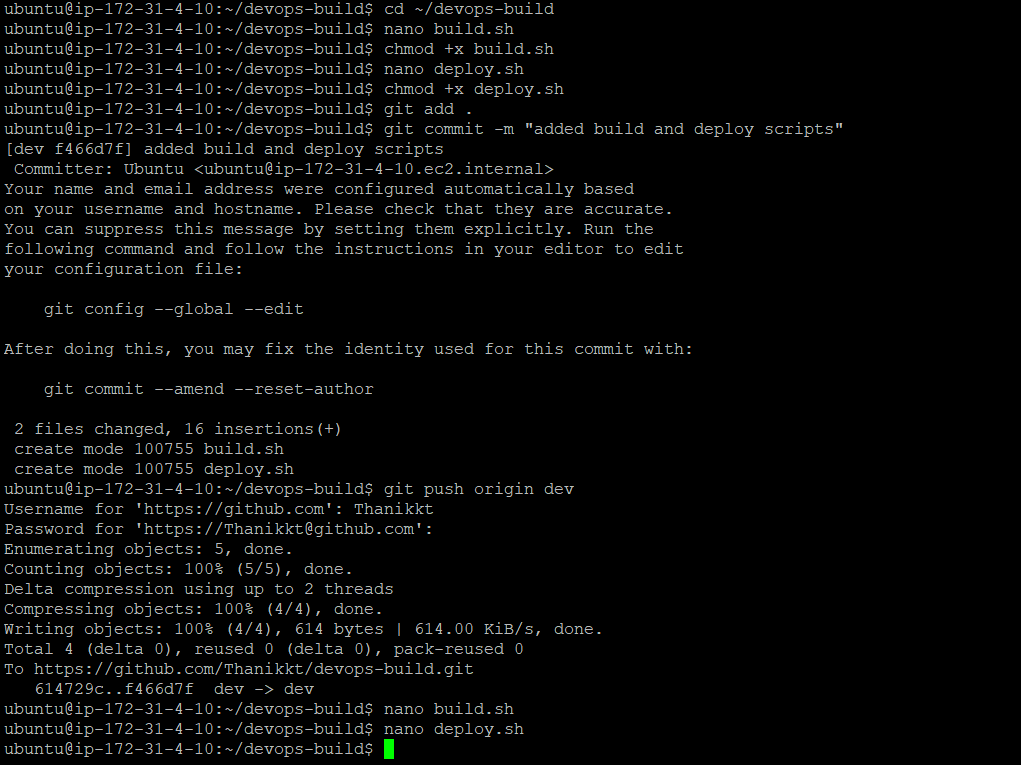 ubuntu@ip-172-31-4-10:~/devops-build$ cd ~/devops-build
ubuntu@ip-172-31-4-10:~/devops-build$ nano build.sh
ubuntu@ip-172-31-4-10:~/devops-build$ chmod +x build.sh
ubuntu@ip-172-31-4-10:~/devops-build$ nano deploy.sh
ubuntu@ip-172-31-4-10:~/devops-build$ chmod +x deploy.sh
ubuntu@ip-172-31-4-10:~/devops-build$ git add .
ubuntu@ip-172-31-4-10:~/devops-build$ git commit -m "added build and deploy scripts"
[dev f466d7f] added build and deploy scripts
 Committer: Ubuntu <ubuntu@ip-172-31-4-10.ec2.internal>
Your name and email address were configured automatically based
on your username and hostname. Please check that they are accurate.
You can suppress this message by setting them explicitly. Run the
following command and follow the instructions in your editor to edit
your configuration file:

    git config --global --edit

After doing this, you may fix the identity used for this commit with:

    git commit --amend --reset-author

 2 files changed, 16 insertions(+)
 create mode 100755 build.sh
 create mode 100755 deploy.sh
ubuntu@ip-172-31-4-10:~/devops-build$ git push origin dev
Username for 'https://github.com': Thanikkt
Password for 'https://Thanikkt@github.com':
Enumerating objects: 5, done.
Counting objects: 100% (5/5), done.
Delta compression using up to 2 threads
Compressing objects: 100% (4/4), done.
Writing objects: 100% (4/4), 614 bytes | 614.00 KiB/s, done.
Total 4 (delta 0), reused 0 (delta 0), pack-reused 0
To https://github.com/Thanikkt/devops-build.git
   614729c..f466d7f  dev -> dev
ubuntu@ip-172-31-4-10:~/devops-build$ nano build.sh
ubuntu@ip-172-31-4-10:~/devops-build$ nano deploy.sh
ubuntu@ip-172-31-4-10:~/devops-build$